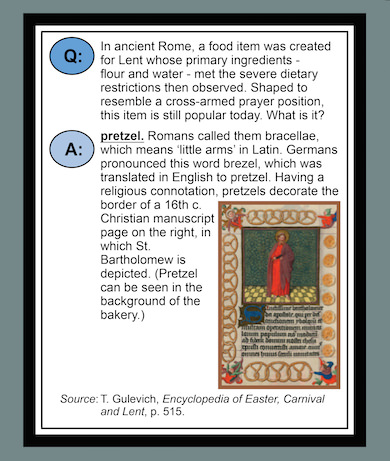 Q:
In ancient Rome, a food item was created
for Lent whose primary ingredients -
flour and water - met the severe dietary
restrictions then observed. Shaped to
resemble a cross-armed prayer position,
this item is still popular today. What is it?
A:
pretzel. Romans called them bracellae,
which means 'little arms' in Latin. Germans
pronounced this word brezel, which was
translated in English to pretzel. Having a
religious connotation, pretzels decorate the
border of a 16th c.
Christian manuscript
page on the right, in
which St.
Bartholomew is
depicted. (Pretzel
can be seen in the
background of the
bakery.)
Source: T. Gulevich, Encyclopedia of Easter, Carnival
and Lent, p. 515.